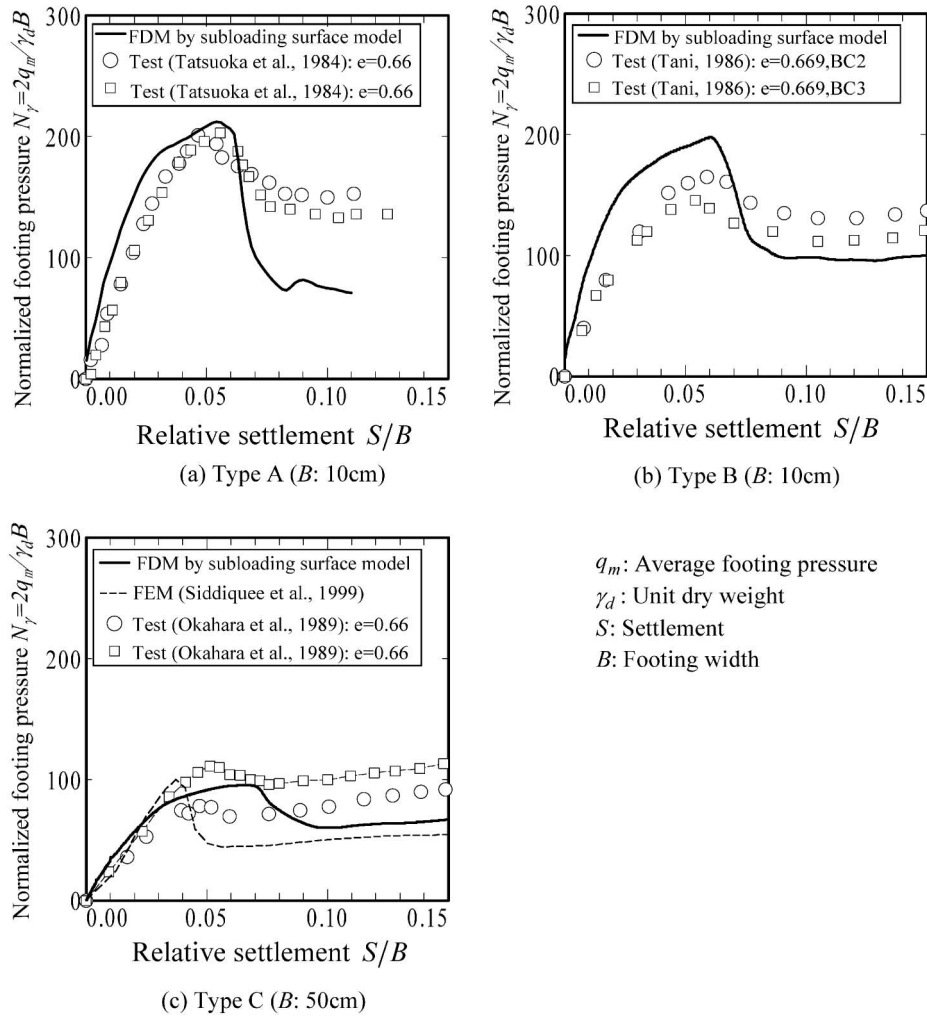 300
200
100
0
Normalized footing pressure Nγ=2qm/γdB
FDM by subloading surface model
Test (Tatsuoka et al., 1984): e=0.66
Test (Tatsuoka et al., 1984): e=0.66
0.00 0.05 0.10 0.15
Relative settlement S/B
(a) Type A (B: 10cm)
300
200
100
0
Normalized footing pressure Nγ=2qm/γdB
FDM by subloading surface model
Test (Tani, 1986): e=0.669,BC2
Test (Tani, 1986): e=0.669,BC3
0.00 0.05 0.10 0.15
Relative settlement S/B
(b) Type B (B: 10cm)
300
200
100
0
Normalized footing pressure Nγ=2qm/γdB
FDM by subloading surface model
FEM (Siddiquee et al., 1999)
Test (Okahara et al., 1989): e=0.66
Test (Okahara et al., 1989): e=0.66
0.00 0.05 0.10 0.15
Relative settlement S/B
(c) Type C (B: 50cm)
qm: Average footing pressure
γd : Unit dry weight
S: Settlement
B: Footing width